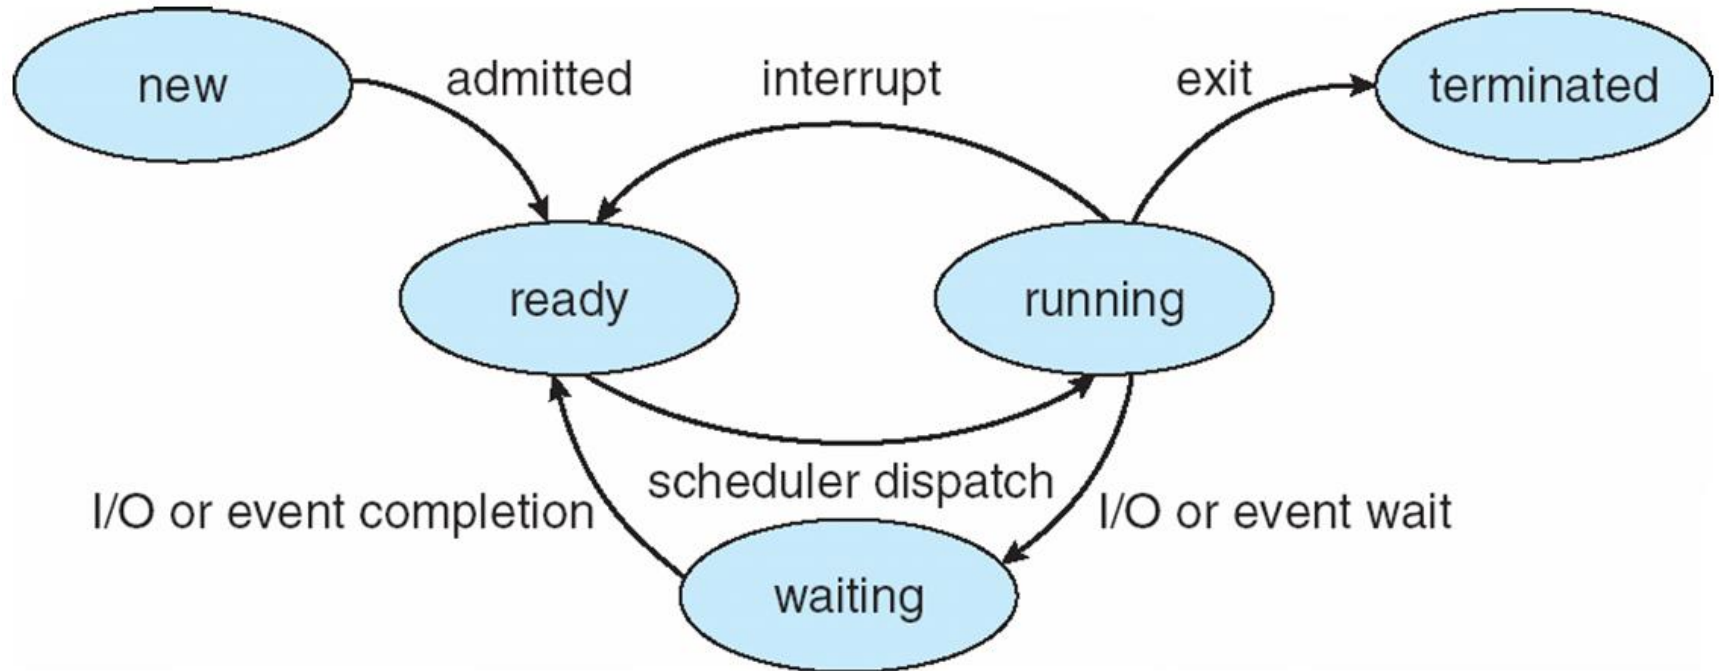 new
admitted
interrupt
exit
terminated
ready
running
scheduler dispatch
I/O or event completion
I/O or event wait
waiting